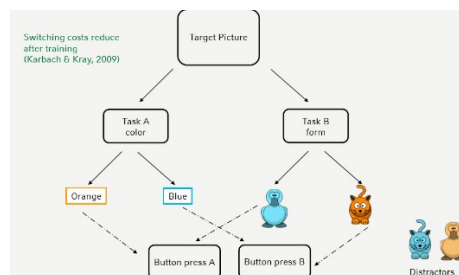 Switching costs reduce
after training
(Karbach & Kray, 2009)
Target Picture
Task A
color
Task B
form
Orange
Blue
Button press A
Button press B
Distractors